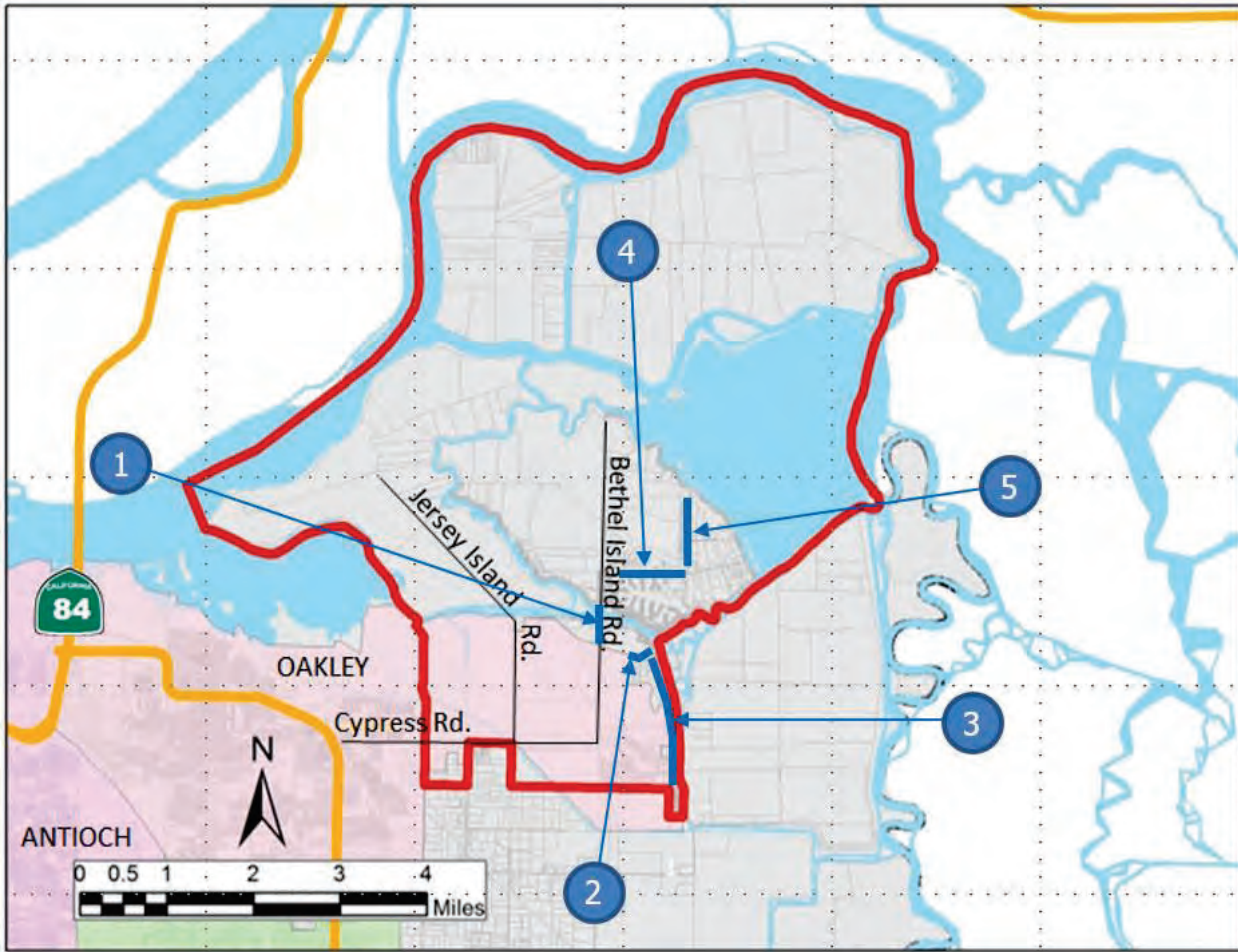 4
1
5
Bethel Island Rd.
Jersey Island
Rd.
CALIFORNIA
84
OAKLEY
3
Cypress Rd.
N
ANTIOCH
0 0.5 1 2 3 4
Miles
2